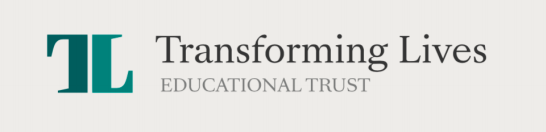 TL
Transforming Lives
EDUCATIONAL TRUST